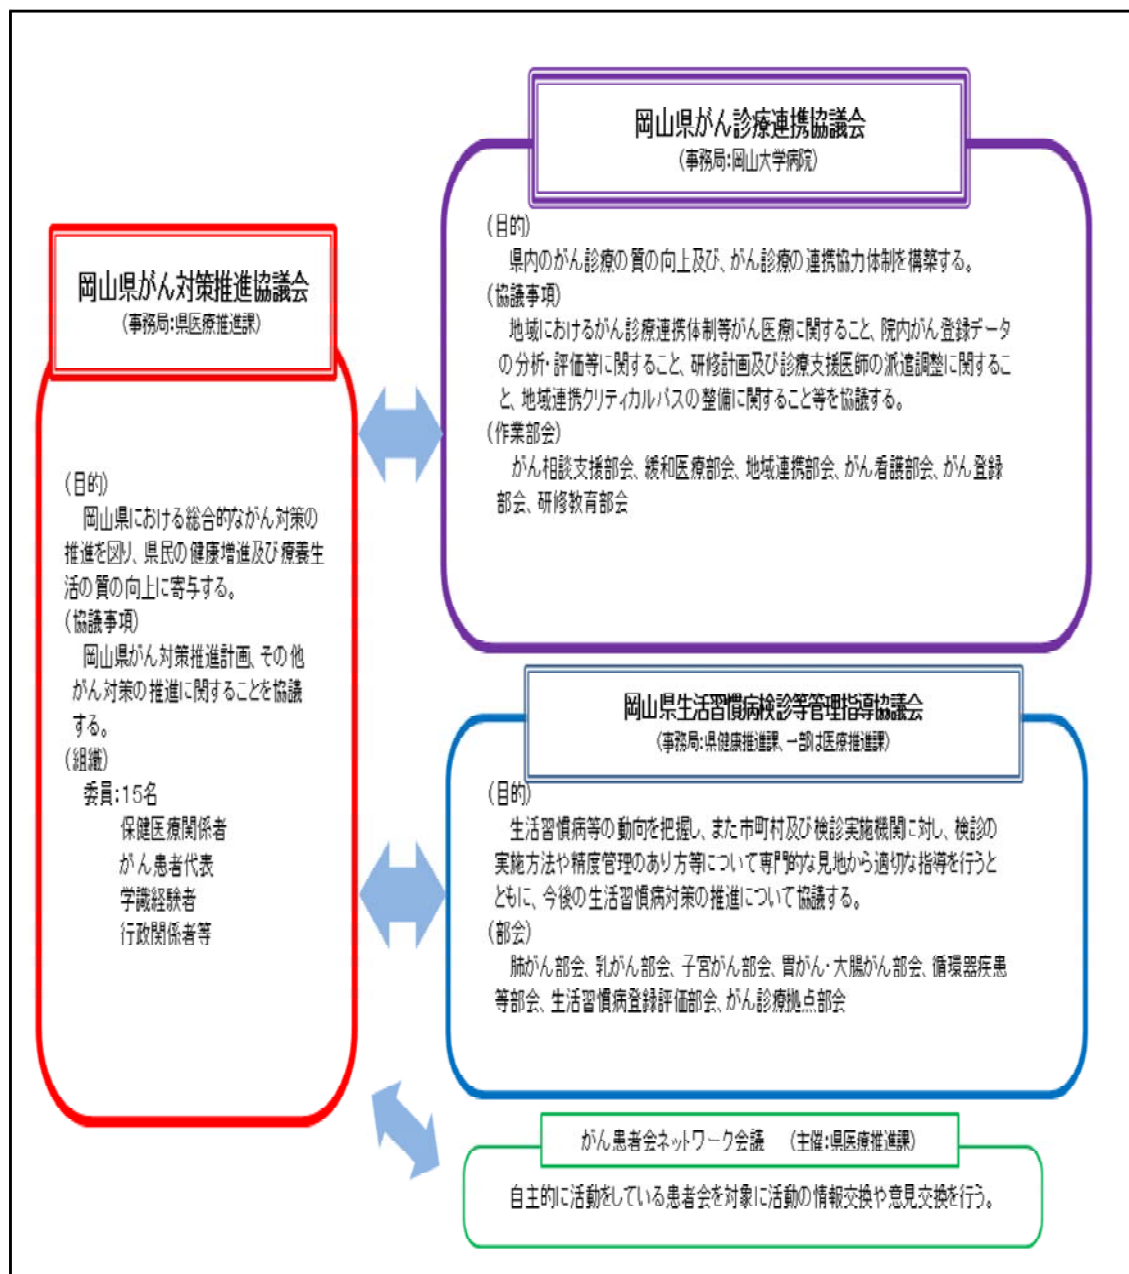 岡山県がん対策推進協議会
(事務局:県医療推進課)
(目的)
岡山県における総合的ながん対策の
推進を図り、県民の健康増進及び療養生
活の質の向上に寄与する。
(協議事項)
岡山県がん対策推進計画、その他
がん対策の推進に関することを協議
する。
(組織)
委員:15名
保健医療関係者
がん患者代表
学識経験者
行政関係者等
岡山県がん診療連携協議会
(事務局:岡山大学病院)
(目的)
県内のがん診療の質の向上及び、がん診療の連携協力体制を構築する。
(協議事項)
地域におけるがん診療連携体制等がん医療に関すること、院内がん登録データ
の分析・評価等に関すること、研修計画及び診療支援医師の派遣調整に関するこ
と、地域連携クリティカルパスの整備に関すること等を協議する。
(作業部会)
がん相談支援部会、緩和医療部会、地域連携部会、がん看護部会、がん登録
部会、研修教育部会
岡山県生活習慣病検診等管理指導協議会
(事務局:県健康推進課、一部は医療推進課)
(目的)
生活習慣病等の動向を把握し、また市町村及び検診実施機関に対し、検診の
実施方法や精度管理のあり方等について専門的な見地から適切な指導を行うと
ともに、今後の生活習慣病対策の推進について協議する。
(部会)
肺がん部会、乳がん部会、子宮がん部会、胃がん・大腸がん部会、循環器疾患
等部会、生活習慣病登録評価部会、がん診療拠点部会
がん患者会ネットワーク会議 (主催:県医療推進課)
自主的に活動をしている患者会を対象に活動の情報交換や意見交換を行う。